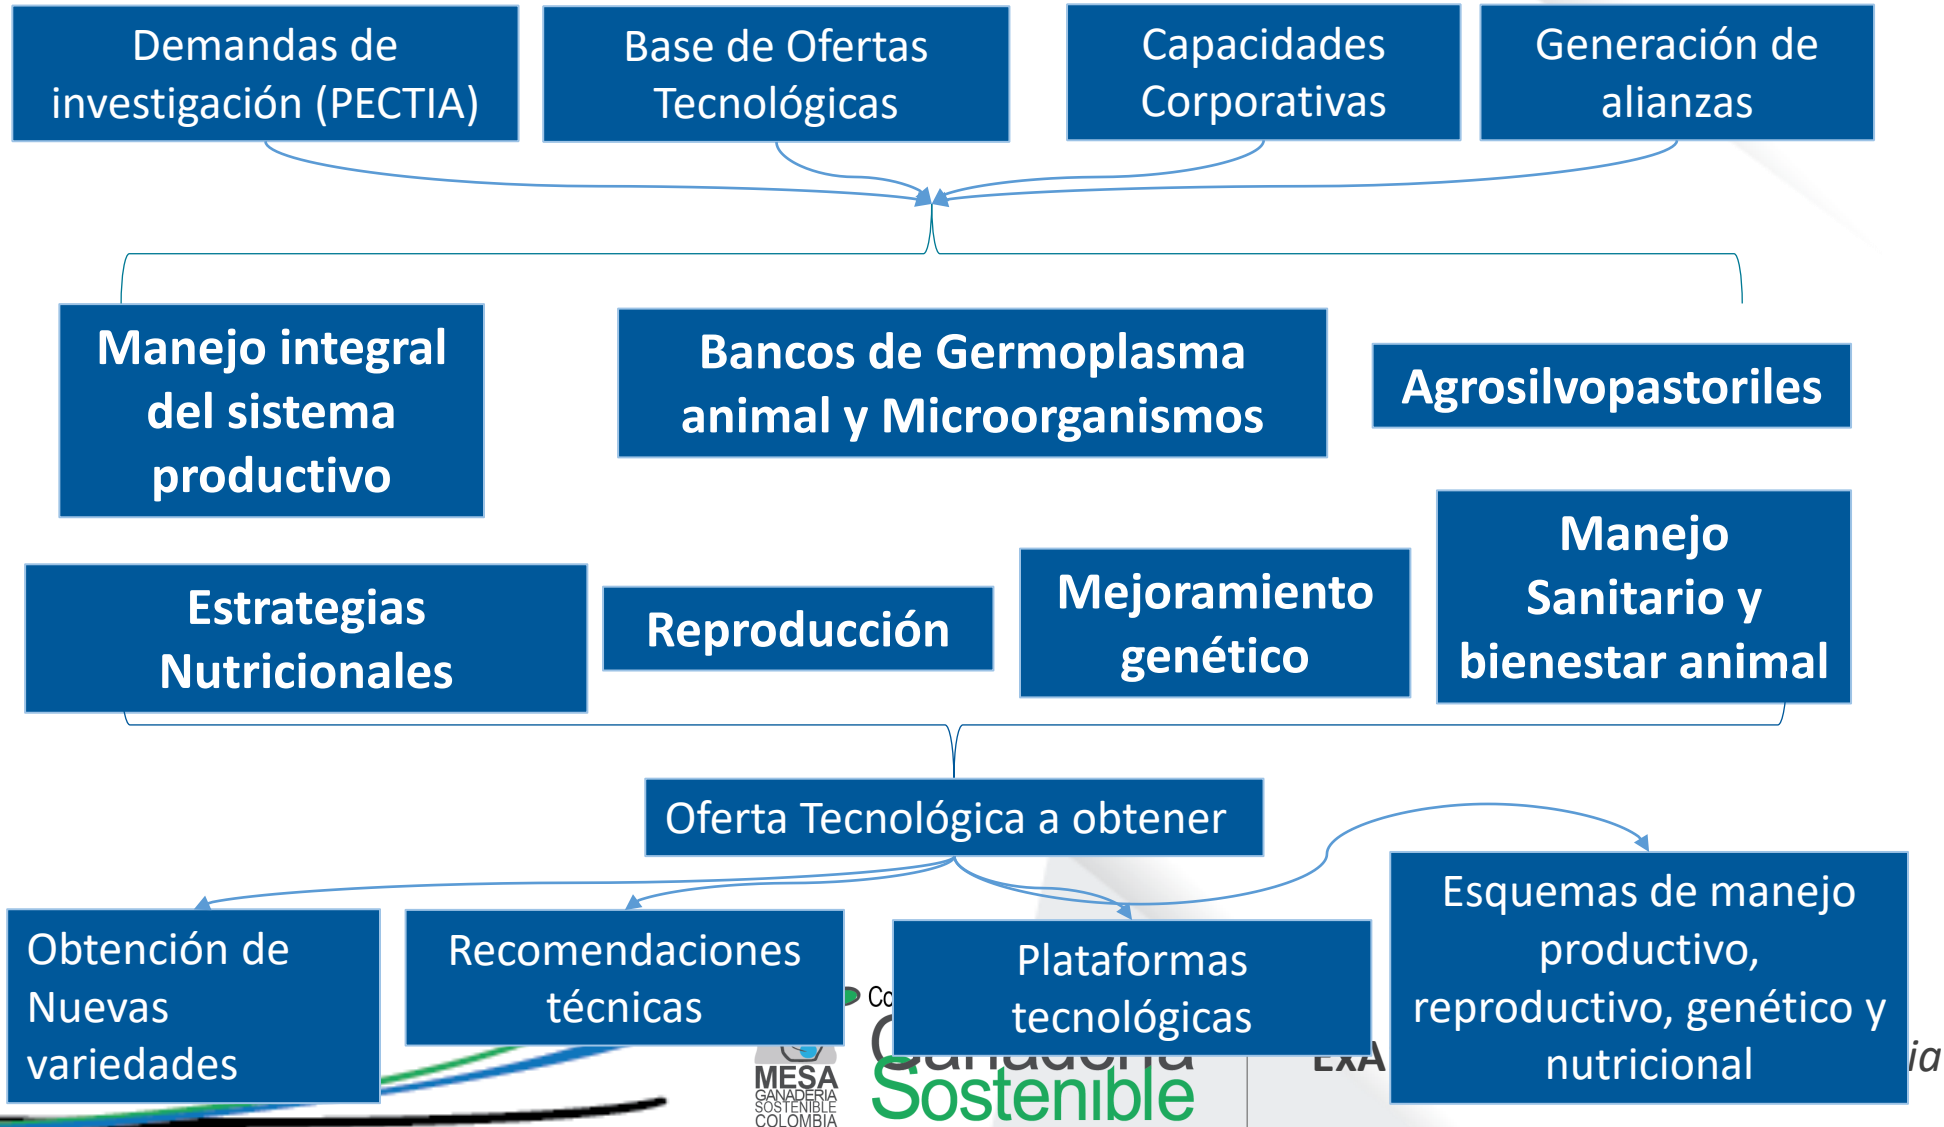 Demandas de
investigación (PECTIA)
Base de Ofertas
Tecnológicas
Capacidades
Corporativas
Generación de
alianzas
Manejo integral
del sistema
productivo
Bancos de Germoplasma
animal y Microorganismos
Agrosilvopastoriles
Estrategias
Nutricionales
Reproducción
Mejoramiento
genético
Manejo
Sanitario y
bienestar animal
Oferta Tecnológica a obtener
Obtención de
Nuevas
variedades
Recomendaciones
técnicas
Plataformas
tecnológicas
Esquemas de manejo
productivo,
reproductivo, genético y
nutricional
MESA
GANADERIA
SOSTENIBLE
COLOMBIA
Ganadería
Sostenible